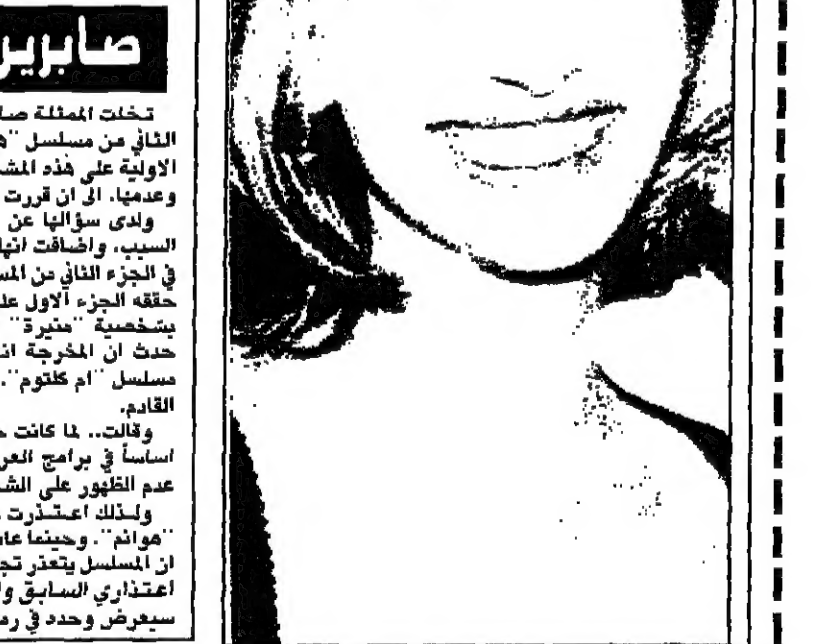 صابرين
تخلت الممثلة صا
الثاني من مسلسل "ه
الاولية على هذه المش
وعدمها. الى ان قررت
ولدى سؤالها عن
السبب، واضافت انها
في الجزء الثاني من المس
حققه الجزء الاول عل
بشخصية "منيرة"
حدث ان المخرجة ان
مسلسل "ام كلثوم".
القادم.
وقالت.. لما كانت
اساساً في برامج العر
عدم الظهور على الش
ولذلك اعتذرت
"هوانم". وحينما عا
ان المسلسل يتعذر تج
اعتذاري السابق و
سيعرض وحده في رم